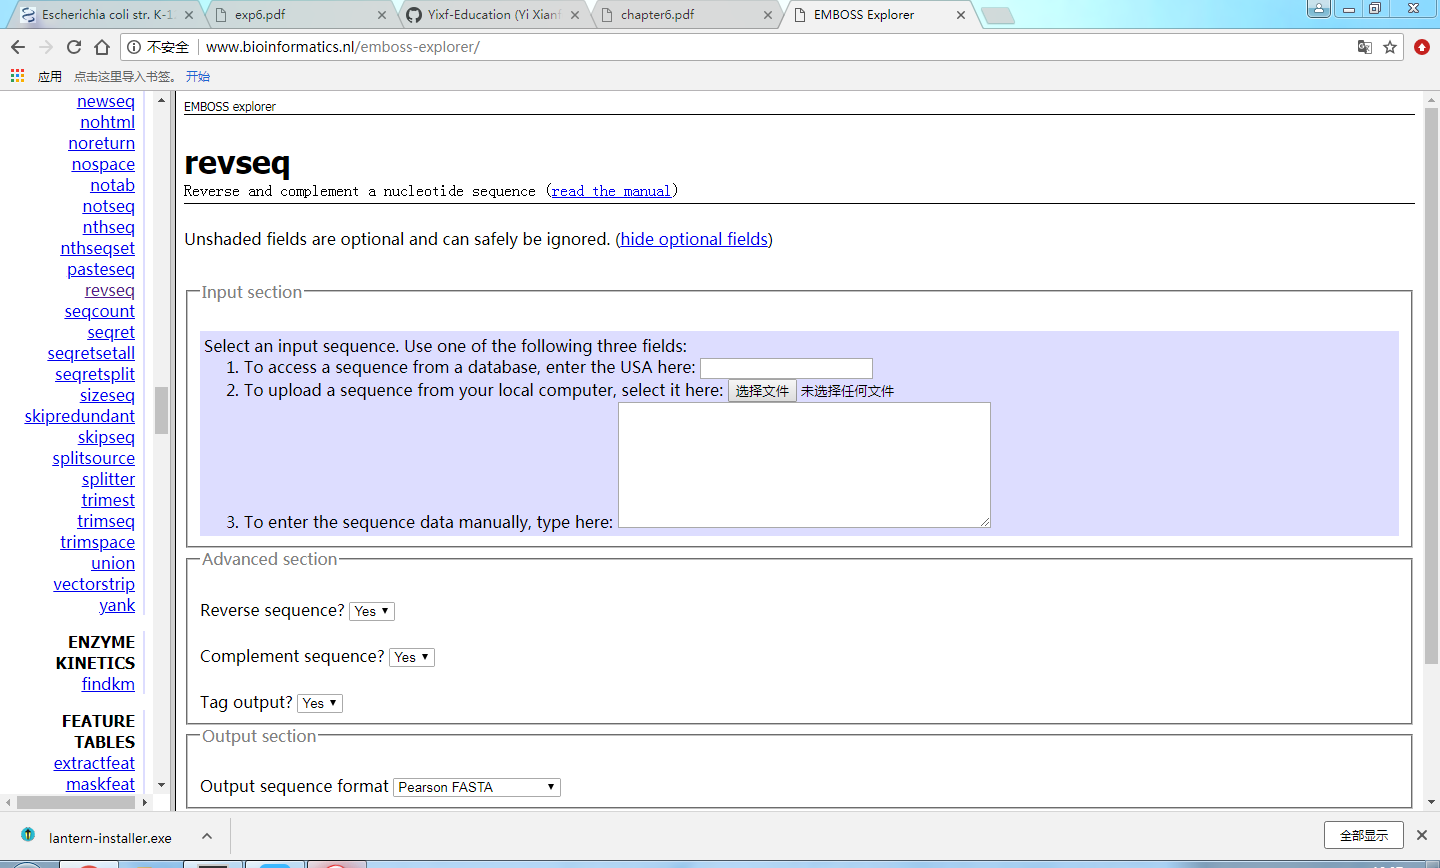 Escherichia coli str. K-1
exp6.pdf
Yixf-Education (Yi Xianf
chapter6.pdf
EMBOSS Explorer
不安全
www.bioinformatics.nl/emboss-explorer/
应用
点击这里导入书签。
开始
newseq
nohtml
noreturn
nospace
notab
notseq
nthseq
nthseqset
pasteseq
revseq
seqcount
seqret
seqretsetall
seqretsplit
sizeseq
skipredundant
skipseq
splitsource
splitter
trimest
trimseq
trimspace
union
vectorstrip
yank
ENZYME
KINETICS
findkm
FEATURE
TABLES
extractfeat
maskfeat
EMBOSS explorer
revseq
Reverse and complement a nucleotide sequence (read the manual)
Unshaded fields are optional and can safely be ignored. (hide optional fields)
Input section
Select an input sequence. Use one of the following three fields:
1. To access a sequence from a database, enter the USA here:
2. To upload a sequence from your local computer, select it here: 选择文件 未选择任何文件
3. To enter the sequence data manually, type here:
Advanced section
Reverse sequence? Yes
Complement sequence? Yes
Tag output? Yes
Output section
Output sequence format Pearson FASTA
lantern-installer.exe
全部显示